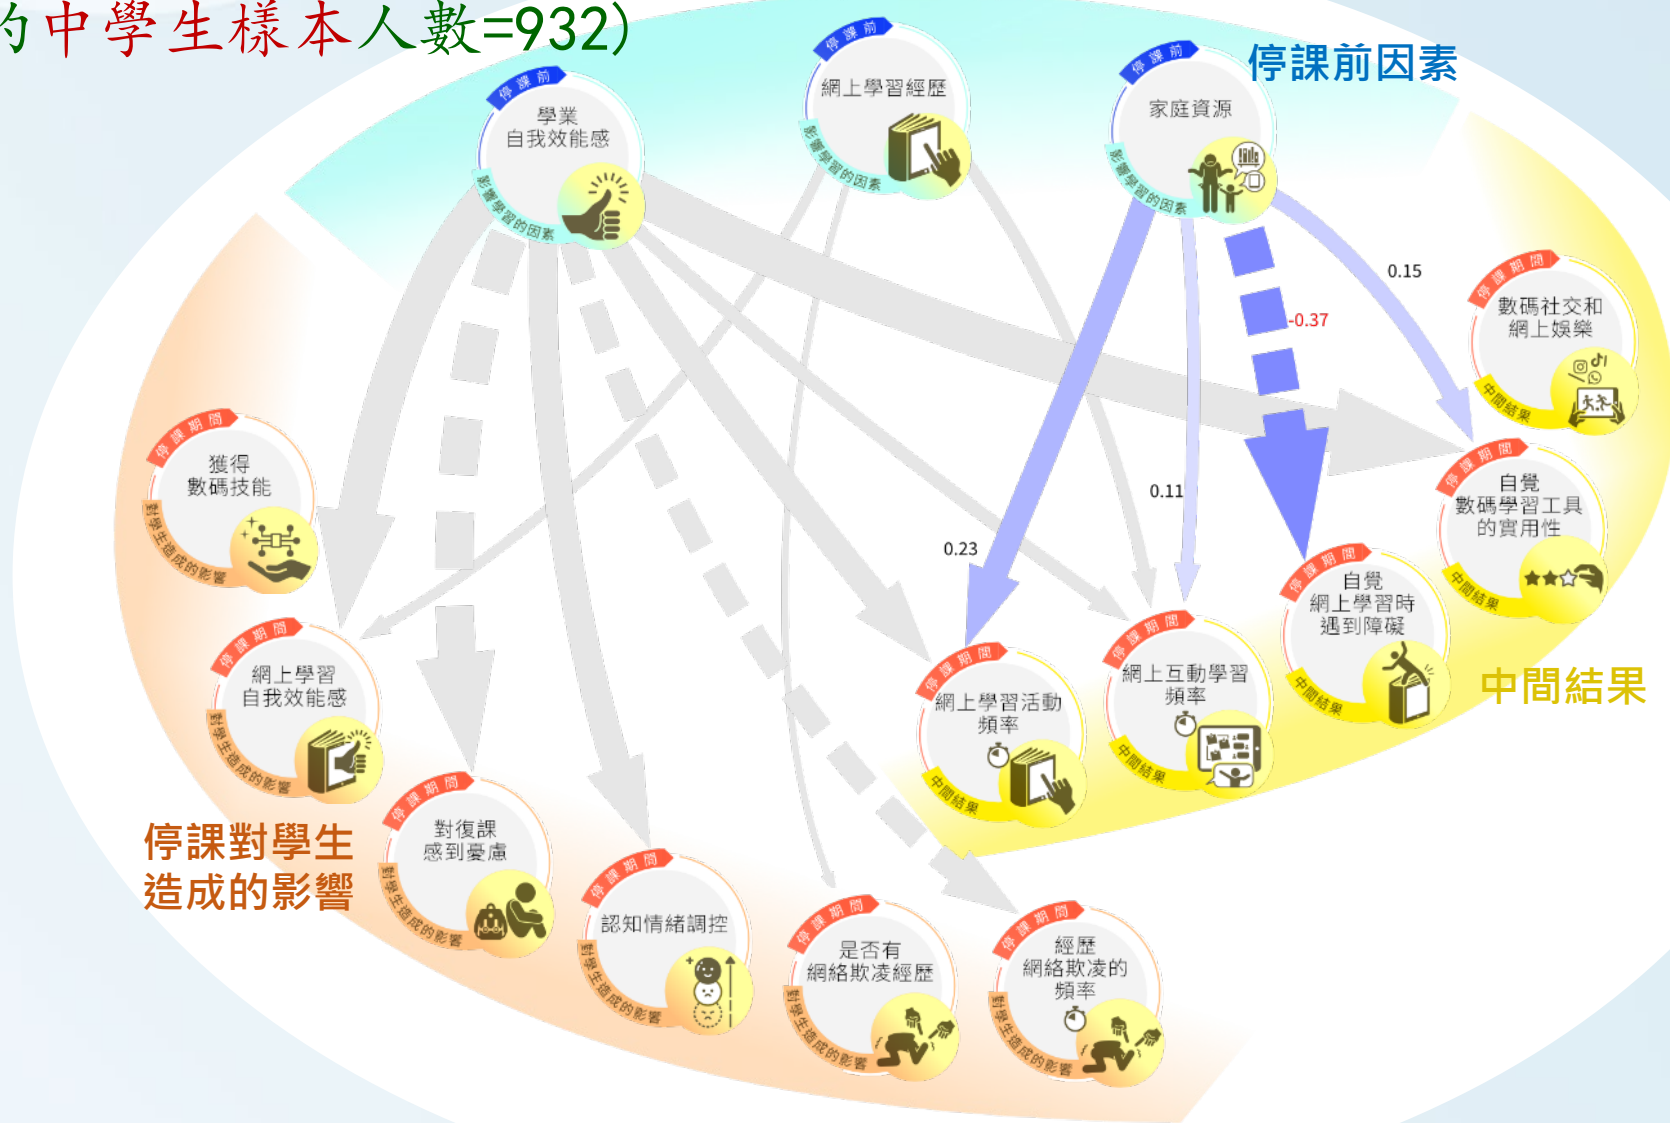 的中學生樣本人數=932)
停課前因素
停課前
學業
自我效能感
影響學習的因素
停課前
網上學習經歷
影響學習的因素
停課前
家庭資源
影響學習的因素
0.15
-0.37
0.11
0.23
停課期間
數碼社交和
網上娛樂
中間結果
停課期間
自覺
數碼學習工具
的實用性
中間結果
停課期間
自覺
網上學習時
遇到障礙
中間結果
停課期間
網上互動學習
頻率
中間結果
停課期間
網上學習活動
頻率
中間結果
中間結果
停課期間
獲得
數碼技能
對學生造成的影響
停課期間
網上學習
自我效能感
對學生造成的影響
停課對學生
造成的影響
停課期間
對復課
感到憂慮
對學生造成的影響
停課期間
認知情緒調控
對學生造成的影響
停課期間
是否有
網絡欺凌經歷
對學生造成的影響
停課期間
經歷
網絡欺凌的
頻率
對學生造成的影響